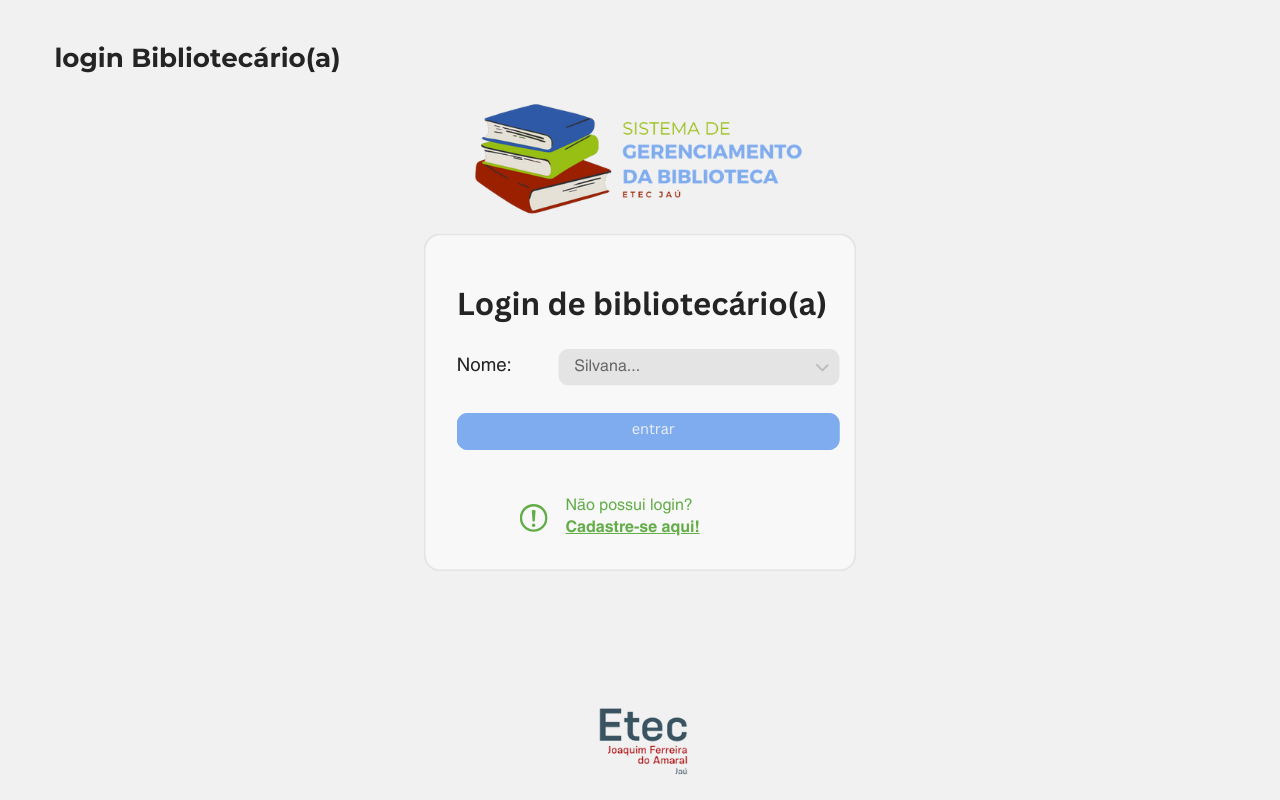 login Bibliotecário(a)
SISTEMA DE
GERENCIAMENTO
DA BIBLIOTECA
ETEC JAÚ
Login de bibliotecário(a)
Nome: Silvana...
entrar
Não possui login?
Cadastre-se aqui!
Etec
Joaquim Ferreira
do Amaral
Jaú